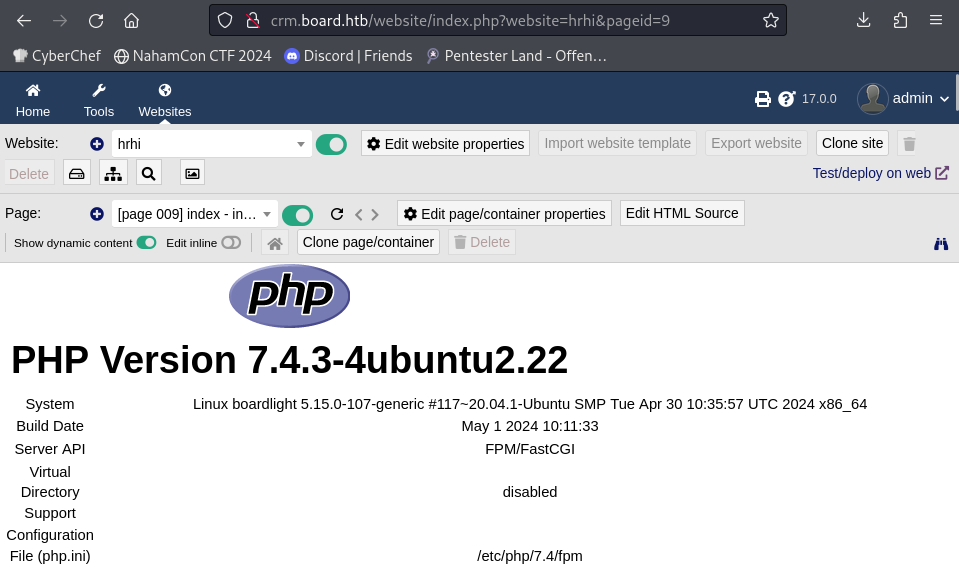 crm.board.htb/website/index.php?website=hrhi&pageid=9
CyberChef NahamCon CTF 2024 Discord | Friends Pentester Land - Offen…
Home Tools Websites 17.0.0 admin
Website: hrhi Edit website properties Import website template Export website Clone site
Delete Test/deploy on web
Page: [page 009] index - in… Edit page/container properties Edit HTML Source
Show dynamic content Edit inline Clone page/container Delete
php
PHP Version 7.4.3-4ubuntu2.22
System Linux boardlight 5.15.0-107-generic #117~20.04.1-Ubuntu SMP Tue Apr 30 10:35:57 UTC 2024 x86_64
Build Date May 1 2024 10:11:33
Server API FPM/FastCGI
Virtual
Directory disabled
Support
Configuration
File (php.ini) /etc/php/7.4/fpm